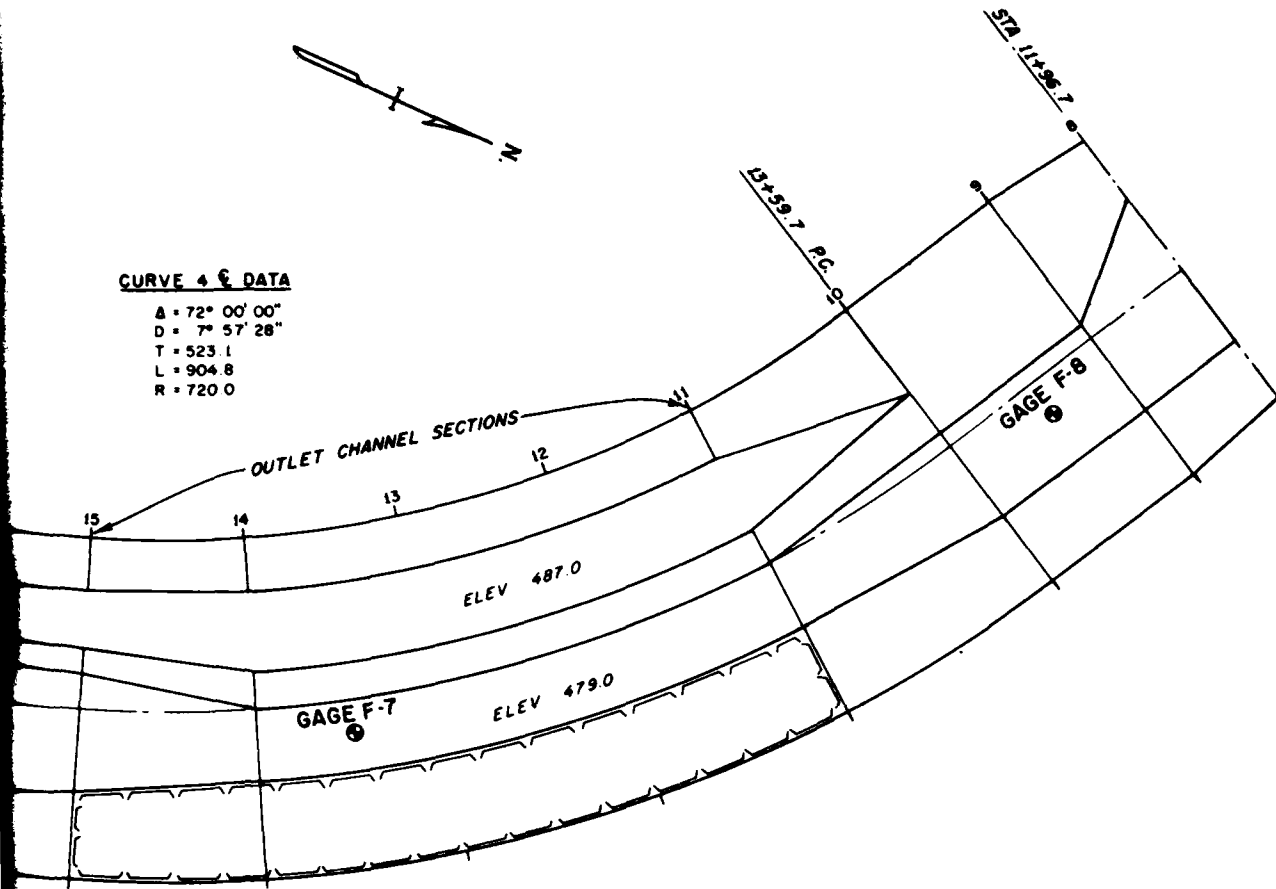 STA 11+96.7
8
9
N.
13+59.7 P.C.
10
CURVE 4 ℄ DATA
Δ = 72° 00' 00"
D = 7° 57' 28"
T = 523.1
L = 904.8
R = 720.0
GAGE F-8
11
OUTLET CHANNEL SECTIONS
12
13
14
15
ELEV 487.0
ELEV 479.0
GAGE F-7